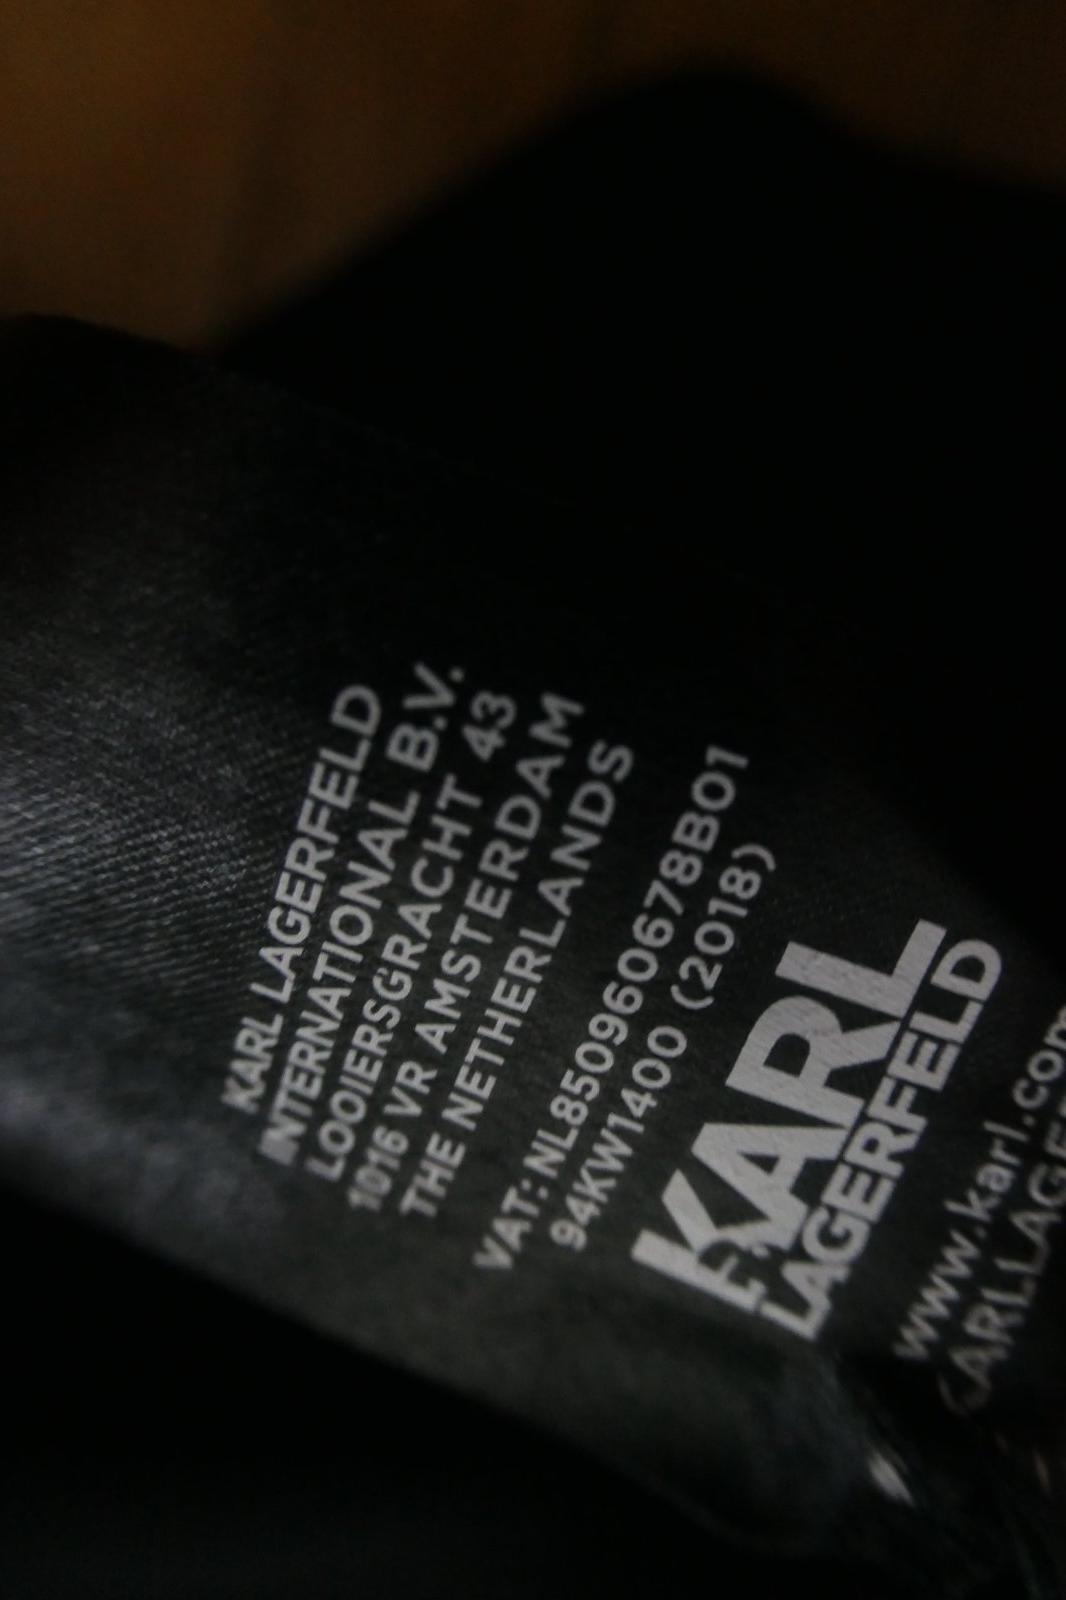 KARL LAGERFELD
INTERNATIONAL B.V.
LOOIERSGRACHT 43
1016 VR AMSTERDAM
THE NETHERLANDS
VAT: NL850960678B01
94KW1400 (2018)
KARL
LAGERFELD
www.karl.com